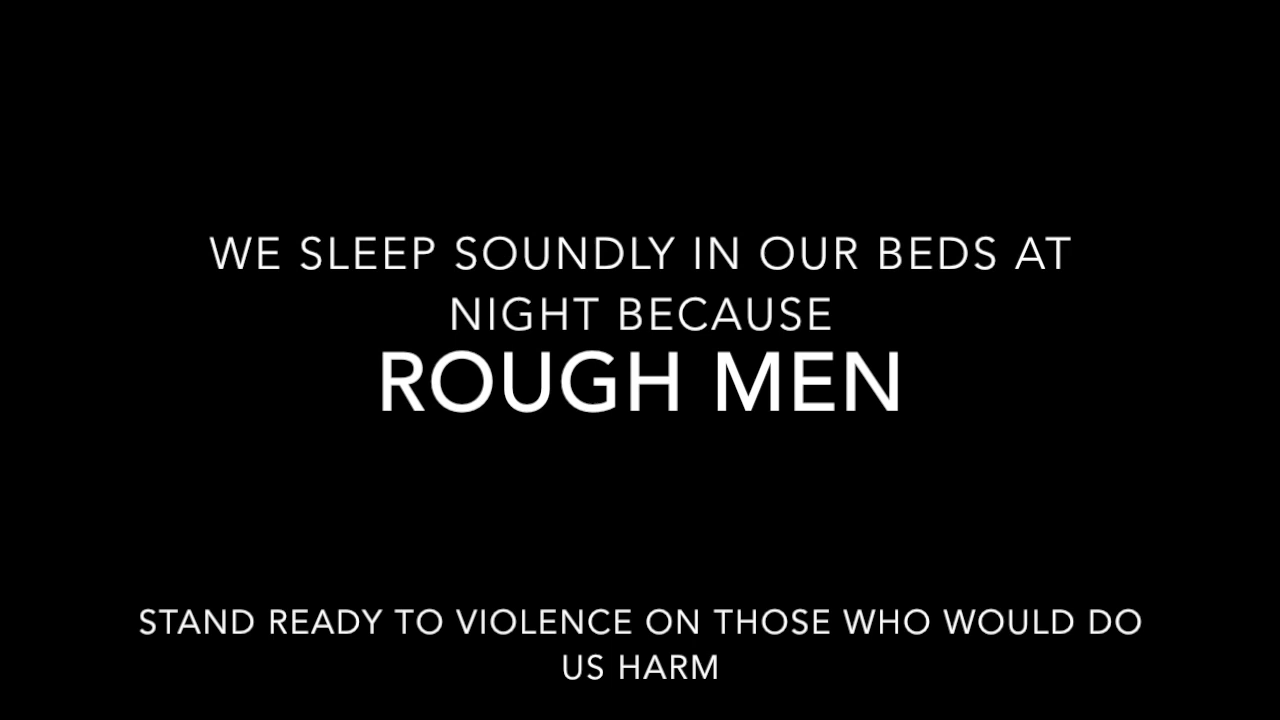 WE SLEEP SOUNDLY IN OUR BEDS AT
NIGHT BECAUSE
ROUGH MEN
STAND READY TO VIOLENCE ON THOSE WHO WOULD DO
US HARM